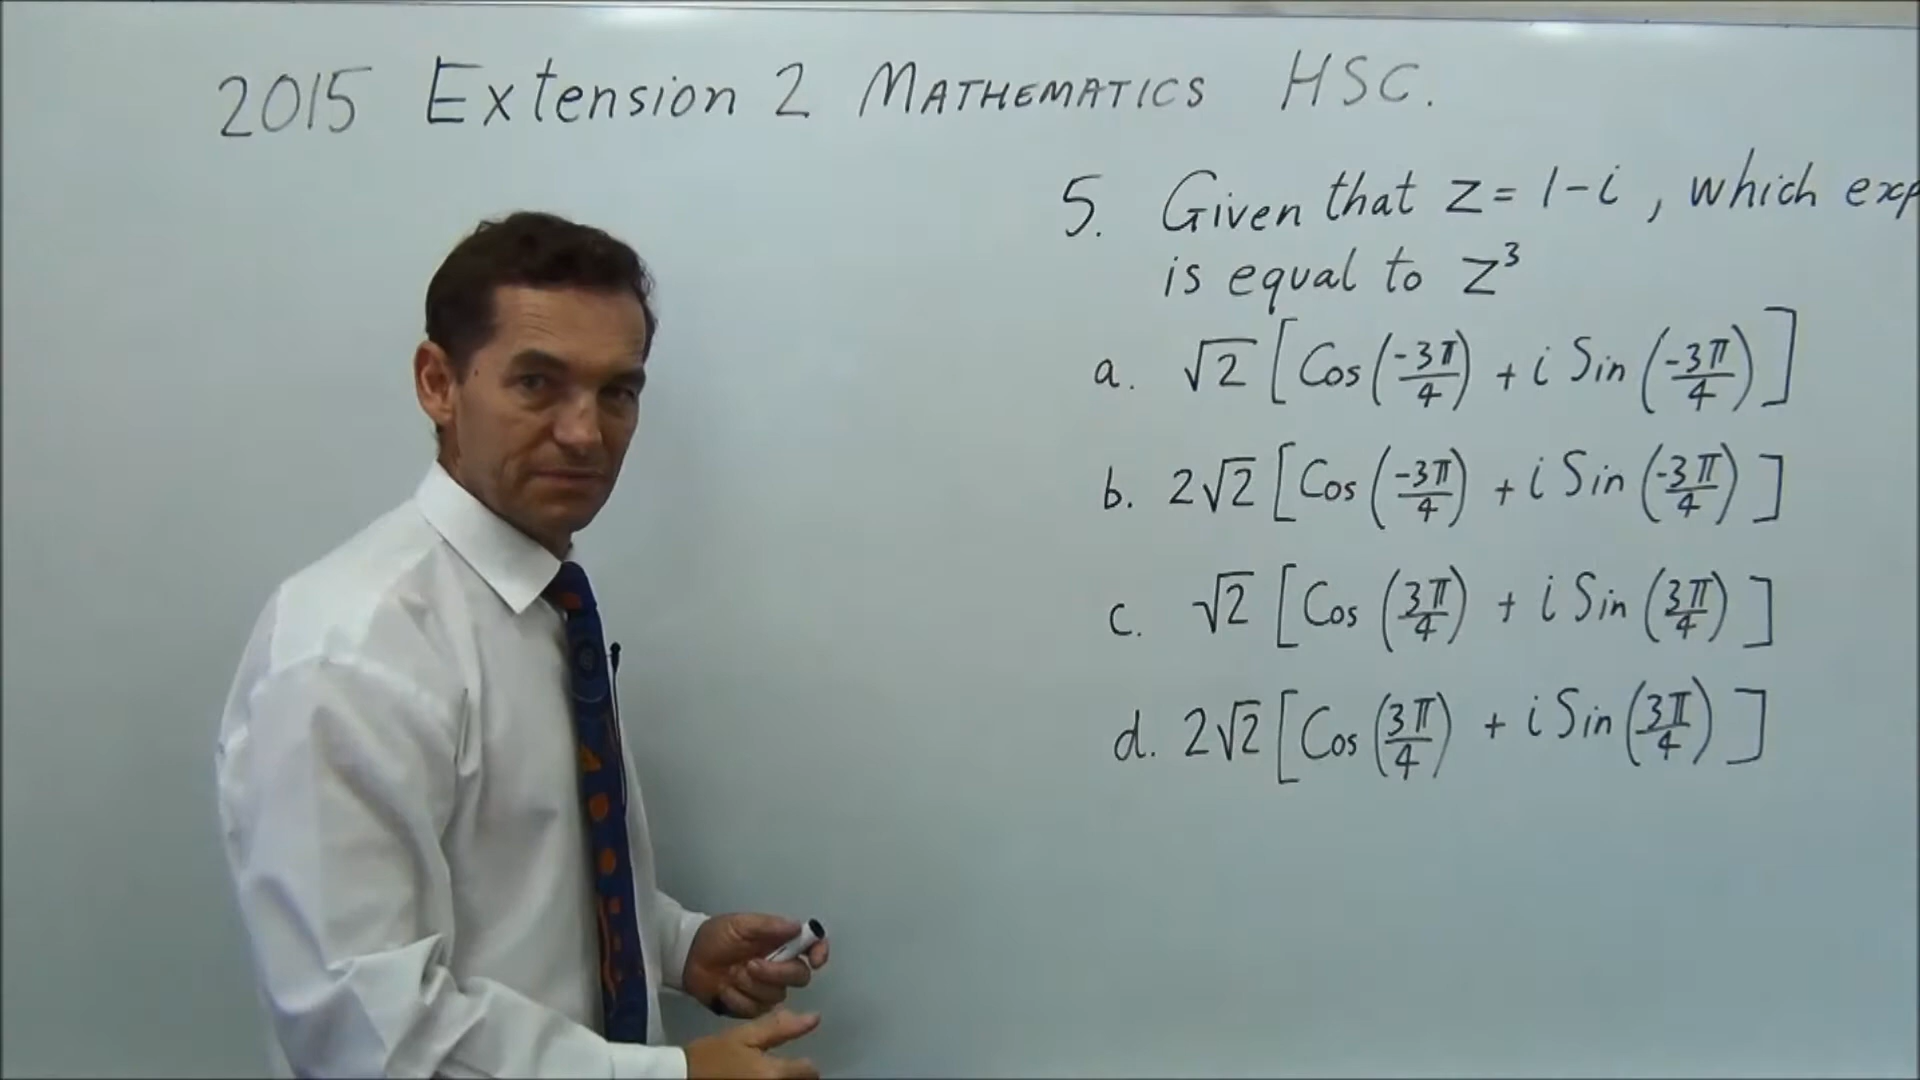 2015 Extension 2 MATHEMATICS HSC.
5. Given that z = 1-i, which exp
is equal to z³
a. √2 [Cos(-3π/4) + i Sin(-3π/4)]
b. 2√2 [Cos(-3π/4) + i Sin(-3π/4)]
c. √2 [Cos(3π/4) + i Sin(3π/4)]
d. 2√2 [Cos(3π/4) + i Sin(3π/4)]